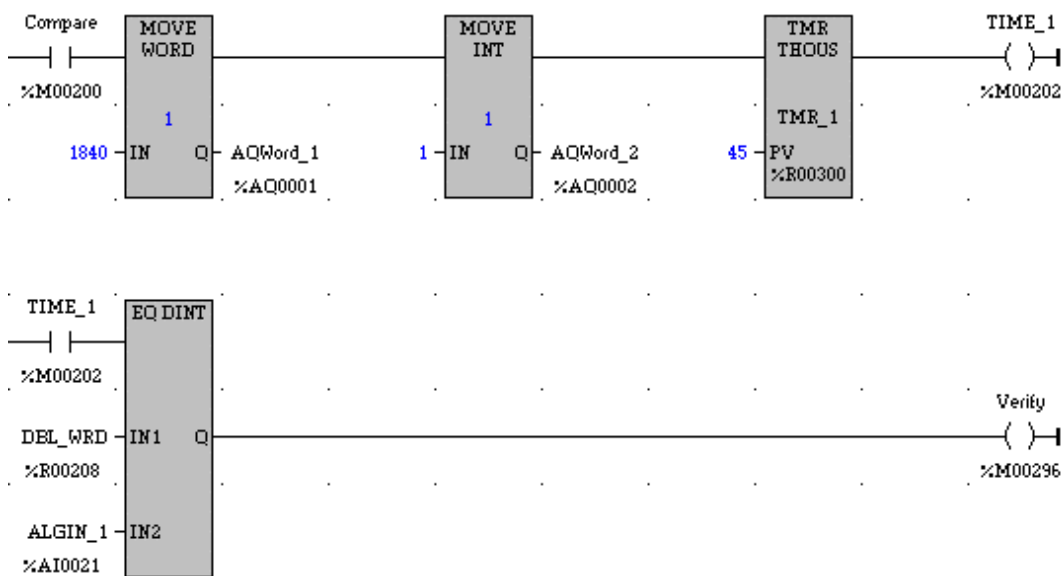 Compare
MOVE
WORD
MOVE
INT
TMR
THOUS
TIME_1
%M00200
%M00202
1
1
TMR_1
1840 IN Q AQWord_1
1 IN Q AQWord_2
45 PV
%AQ0001
%AQ0002
%R00300
TIME_1
EQ DINT
%M00202
Verify
DBL_WRD IN1 Q
%R00208
%M00296
ALGIN_1 IN2
%AI0021